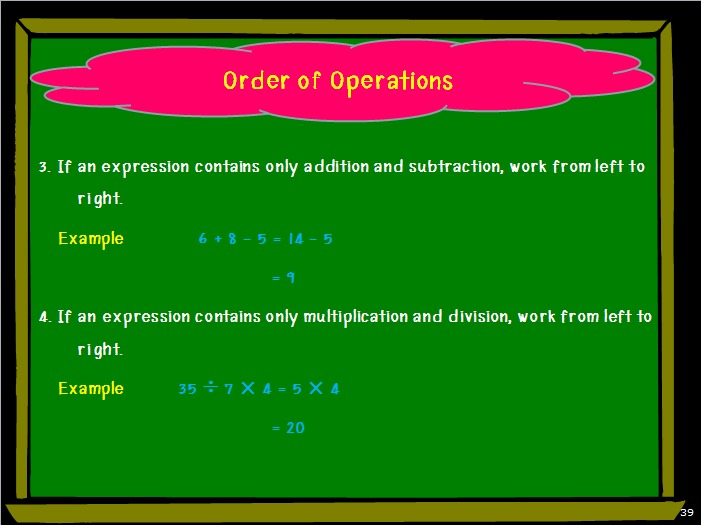 Order of Operations
3. If an expression contains only addition and subtraction, work from left to
right.
Example 6 + 8 – 5 = 14 – 5
= 9
4. If an expression contains only multiplication and division, work from left to
right.
Example 35 ÷ 7 × 4 = 5 × 4
= 20
39